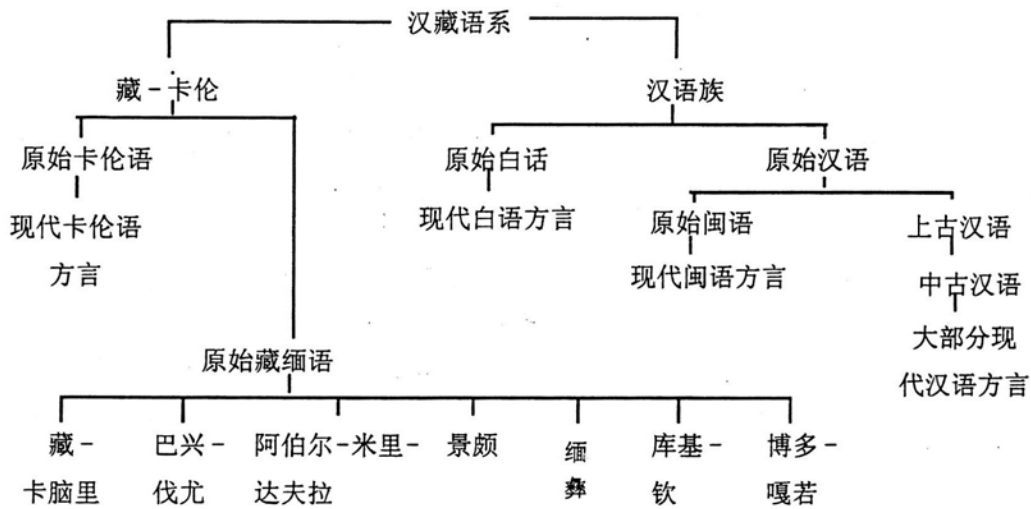 汉藏语系
藏-卡伦
汉语族
原始卡伦语
原始白话
原始汉语
现代卡伦语
方言
现代白语方言
原始闽语
上古汉语
现代闽语方言
中古汉语
大部分现
代汉语方言
原始藏缅语
藏-
卡脑里
巴兴-
伐尤
阿伯尔-米里-
达夫拉
景颇
缅
彝
库基-
钦
博多-
嘎若